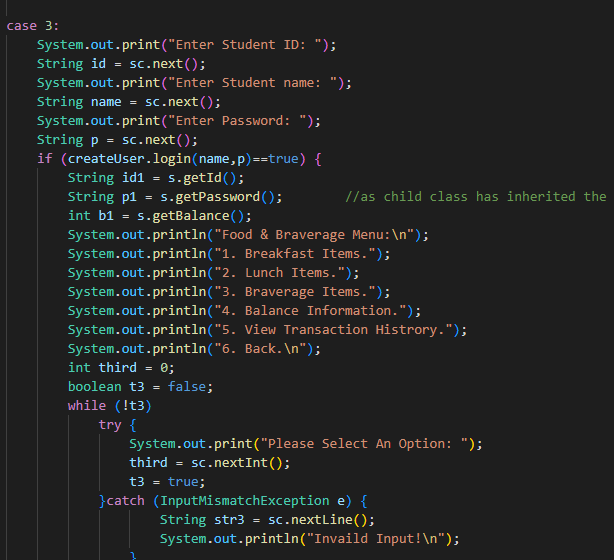 case 3:
System.out.print("Enter Student ID: ");
String id = sc.next();
System.out.print("Enter Student name: ");
String name = sc.next();
System.out.print("Enter Password: ");
String p = sc.next();
if (createUser.login(name,p)==true) {
String id1 = s.getId();
String p1 = s.getPassword(); //as child class has inherited the
int b1 = s.getBalance();
System.out.println("Food & Braverage Menu:\n");
System.out.println("1. Breakfast Items.");
System.out.println("2. Lunch Items.");
System.out.println("3. Braverage Items.");
System.out.println("4. Balance Information.");
System.out.println("5. View Transaction Histrory.");
System.out.println("6. Back.\n");
int third = 0;
boolean t3 = false;
while (!t3)
try {
System.out.print("Please Select An Option: ");
third = sc.nextInt();
t3 = true;
}catch (InputMismatchException e) {
String str3 = sc.nextLine();
System.out.println("Invaild Input!\n");
}